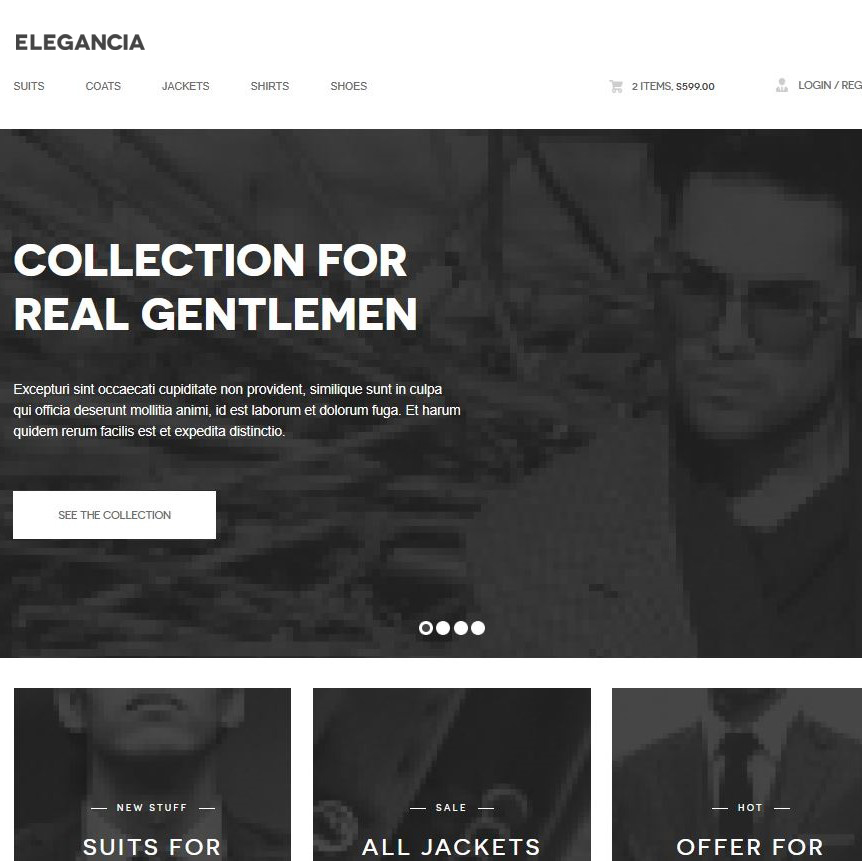 ELEGANCIA
SUITS
COATS
JACKETS
SHIRTS
SHOES
2 ITEMS, $599.00
LOGIN / REG
COLLECTION FOR
REAL GENTLEMEN
Excepturi sint occaecati cupiditate non provident, similique sunt in culpa
qui officia deserunt mollitia animi, id est laborum et dolorum fuga. Et harum
quidem rerum facilis est et expedita distinctio.
SEE THE COLLECTION
NEW STUFF
SUITS FOR
SALE
ALL JACKETS
HOT
OFFER FOR